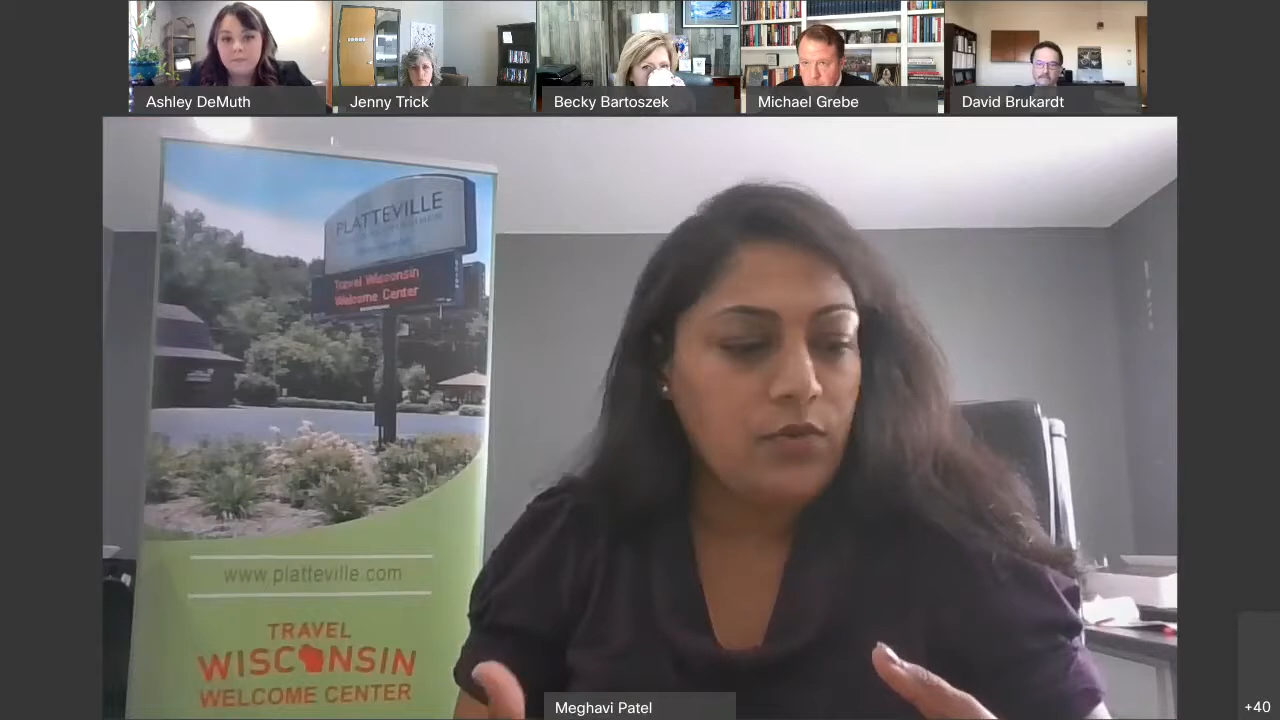 Ashley DeMuth
Jenny Trick
Becky Bartoszek
Michael Grebe
David Brukardt
PLATTEVILLE
Travel Wisconsin
Welcome Center
www.platteville.com
TRAVEL
WISCONSIN
WELCOME CENTER
Meghavi Patel
+40